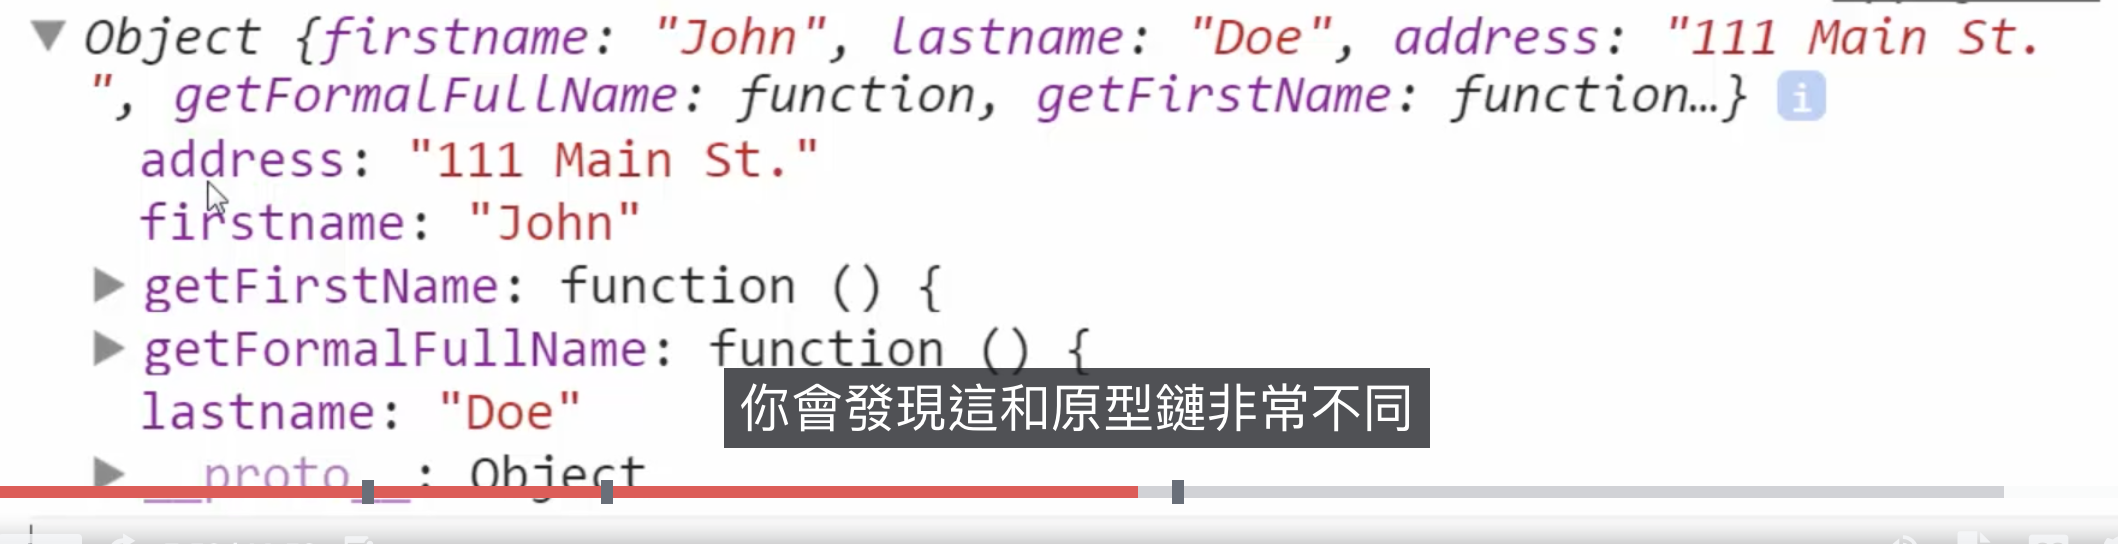 Object {firstname: "John", lastname: "Doe", address: "111 Main St.
", getFormalFullName: function, getFirstName: function…} i
address: "111 Main St."
firstname: "John"
getFirstName: function () {
getFormalFullName: function () {
lastname: "Doe"
你會發現這和原型鏈非常不同
__proto__: Object